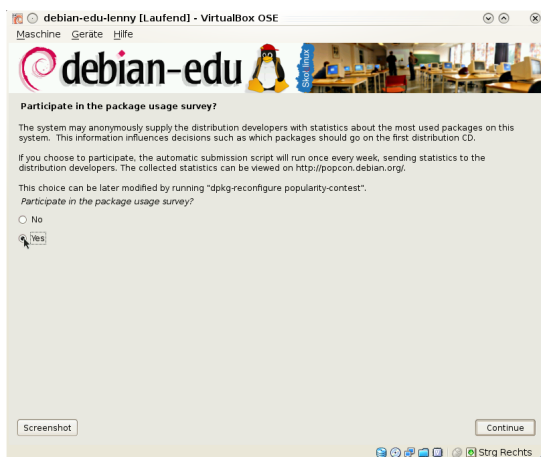 debian-edu-lenny [Laufend] - VirtualBox OSE
Maschine Geräte Hilfe
debian-edu
Skolelinux
Participate in the package usage survey?
The system may anonymously supply the distribution developers with statistics about the most used packages on this
system. This information influences decisions such as which packages should go on the first distribution CD.
If you choose to participate, the automatic submission script will run once every week, sending statistics to the
distribution developers. The collected statistics can be viewed on http://popcon.debian.org/.
This choice can be later modified by running "dpkg-reconfigure popularity-contest".
Participate in the package usage survey?
No
Yes
Screenshot
Continue
Strg Rechts